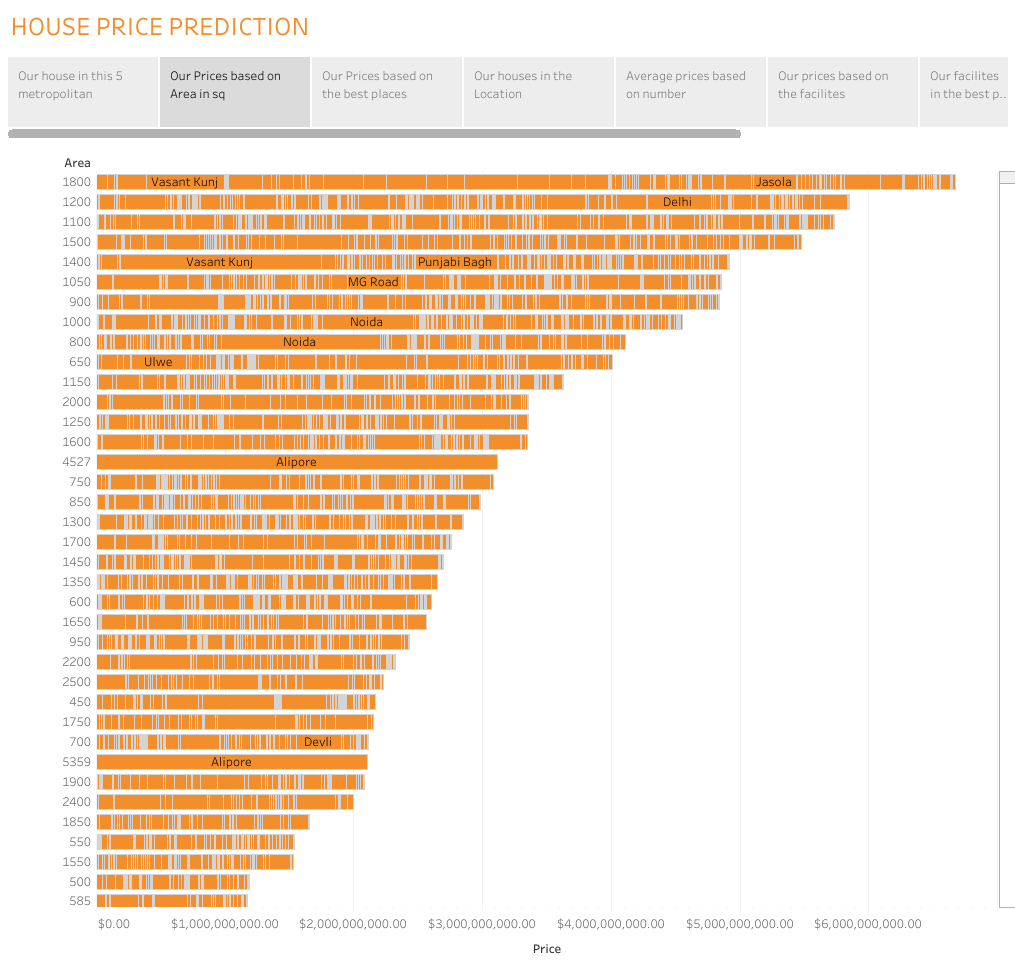 HOUSE PRICE PREDICTION
Our house in this 5
metropolitan
Our Prices based on
Area in sq
Our Prices based on
the best places
Our houses in the
Location
Average prices based
on number
Our prices based on
the facilites
Our facilites
in the best p..
Area
1800 Vasant Kunj Jasola
1200 Delhi
1100
1500
1400 Vasant Kunj Punjabi Bagh
1050 MG Road
900
1000 Noida
800 Noida
650 Ulwe
1150
2000
1250
1600
4527 Alipore
750
850
1300
1700
1450
1350
600
1650
950
2200
2500
450
1750
700 Devli
5359 Alipore
1900
2400
1850
550
1550
500
585
$0.00 $1,000,000,000.00 $2,000,000,000.00 $3,000,000,000.00 $4,000,000,000.00 $5,000,000,000.00 $6,000,000,000.00
Price